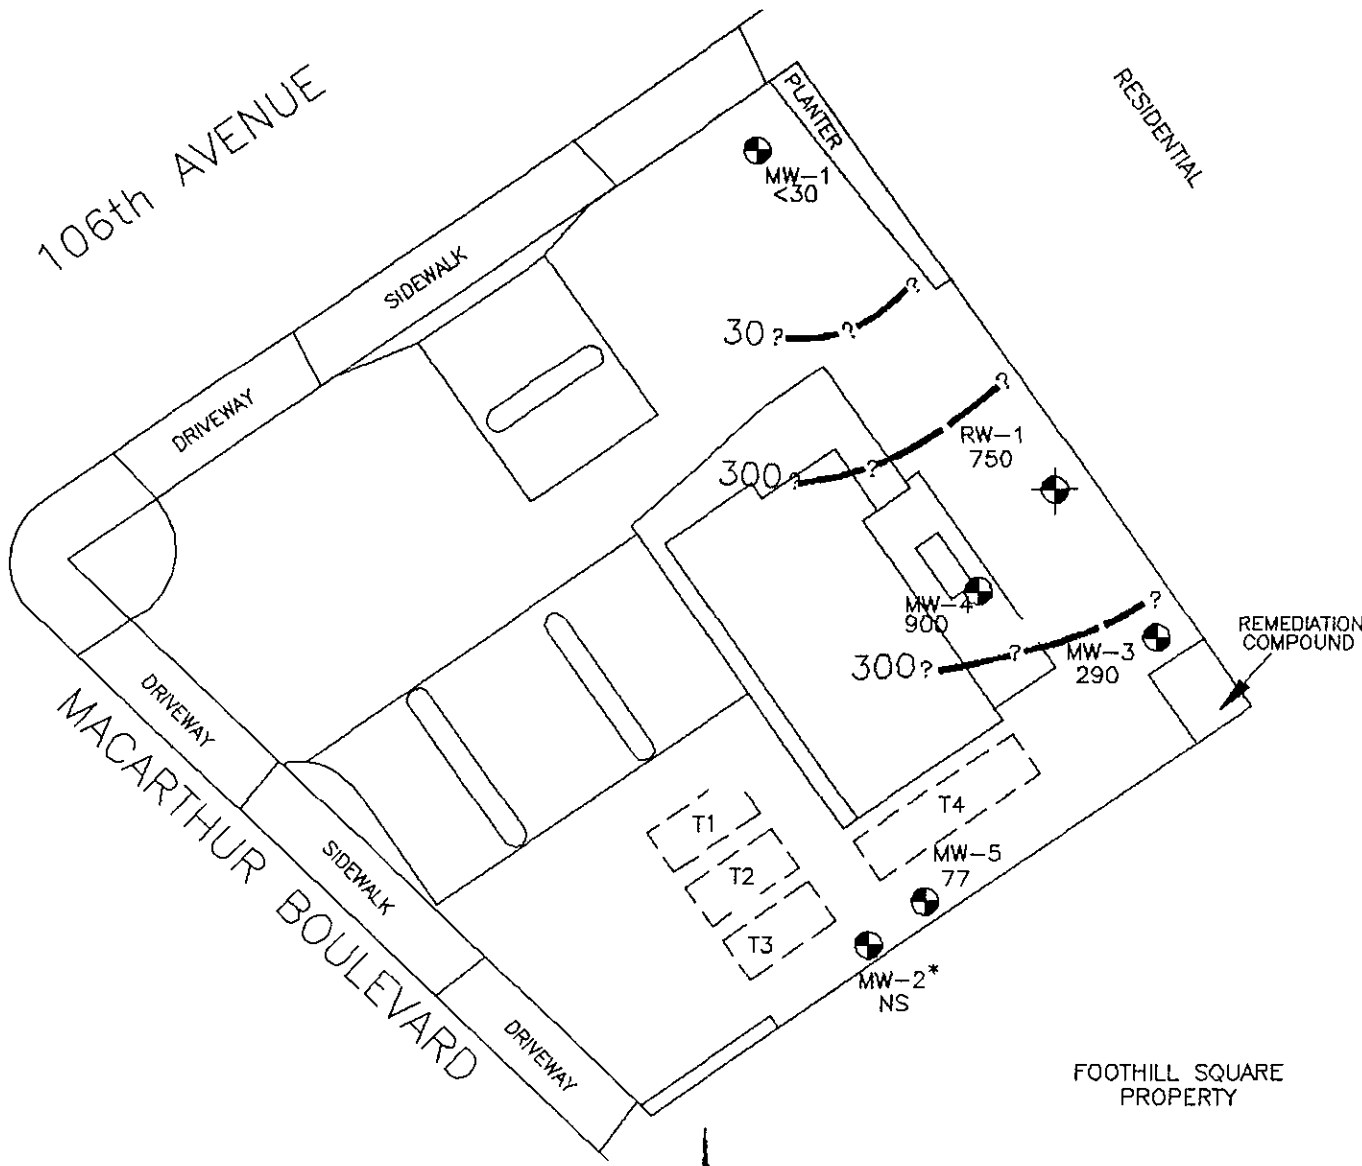 106th AVENUE
RESIDENTIAL
PLANTER
MW-1
<30
SIDEWALK
?
30 ? ?
DRIVEWAY
?
RW-1
750
300 ? ?
MW-4
900
?
REMEDIATION
COMPOUND
300 ? ?
MW-3
290
DRIVEWAY
MACARTHUR BOULEVARD
T4
T1
MW-5
77
T2
SIDEWALK
T3
MW-2*
NS
DRIVEWAY
FOOTHILL SQUARE
PROPERTY